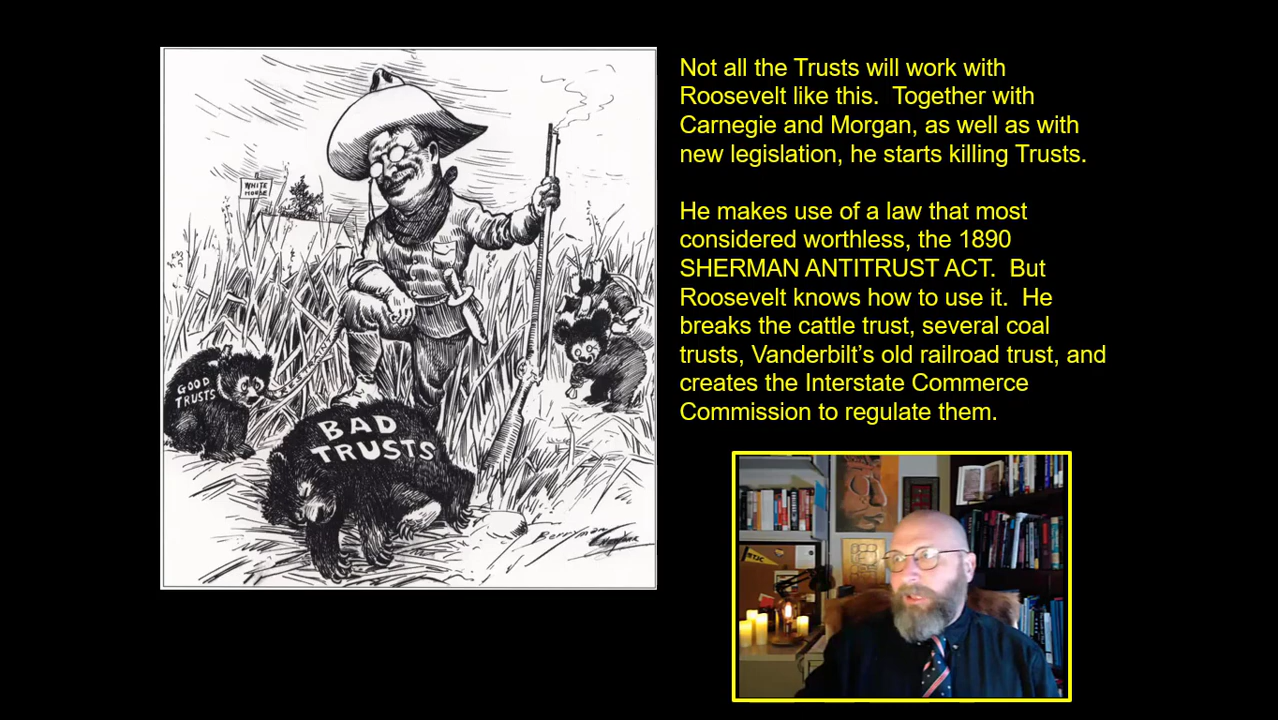 Not all the Trusts will work with
Roosevelt like this.  Together with
Carnegie and Morgan, as well as with
new legislation, he starts killing Trusts.
He makes use of a law that most
considered worthless, the 1890
SHERMAN ANTITRUST ACT.  But
Roosevelt knows how to use it.  He
breaks the cattle trust, several coal
trusts, Vanderbilt’s old railroad trust, and
creates the Interstate Commerce
Commission to regulate them.
WHITE
HOUSE
GOOD
TRUSTS
BAD
TRUSTS
Berryman